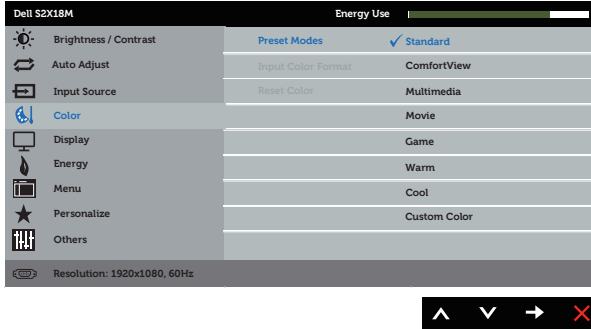 Dell S2X18M Energy Use
Brightness / Contrast Preset Modes Standard
Auto Adjust Input Color Format ComfortView
Input Source Reset Color Multimedia
Color Movie
Display Game
Energy Warm
Menu Cool
Personalize Custom Color
Others
Resolution: 1920x1080, 60Hz